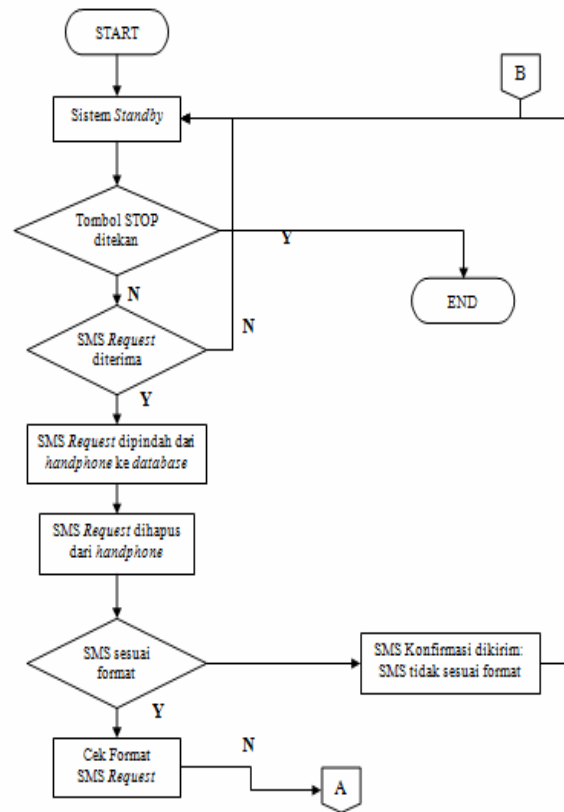 START
B
Sistem Standby
Tombol STOP
ditekan
Y
END
N
SMS Request
diterima
N
Y
SMS Request dipindah dari
handphone ke database
SMS Request dihapus
dari handphone
SMS sesuai
format
SMS Konfirmasi dikirim:
SMS tidak sesuai format
Y
Cek Format
SMS Request
N
A